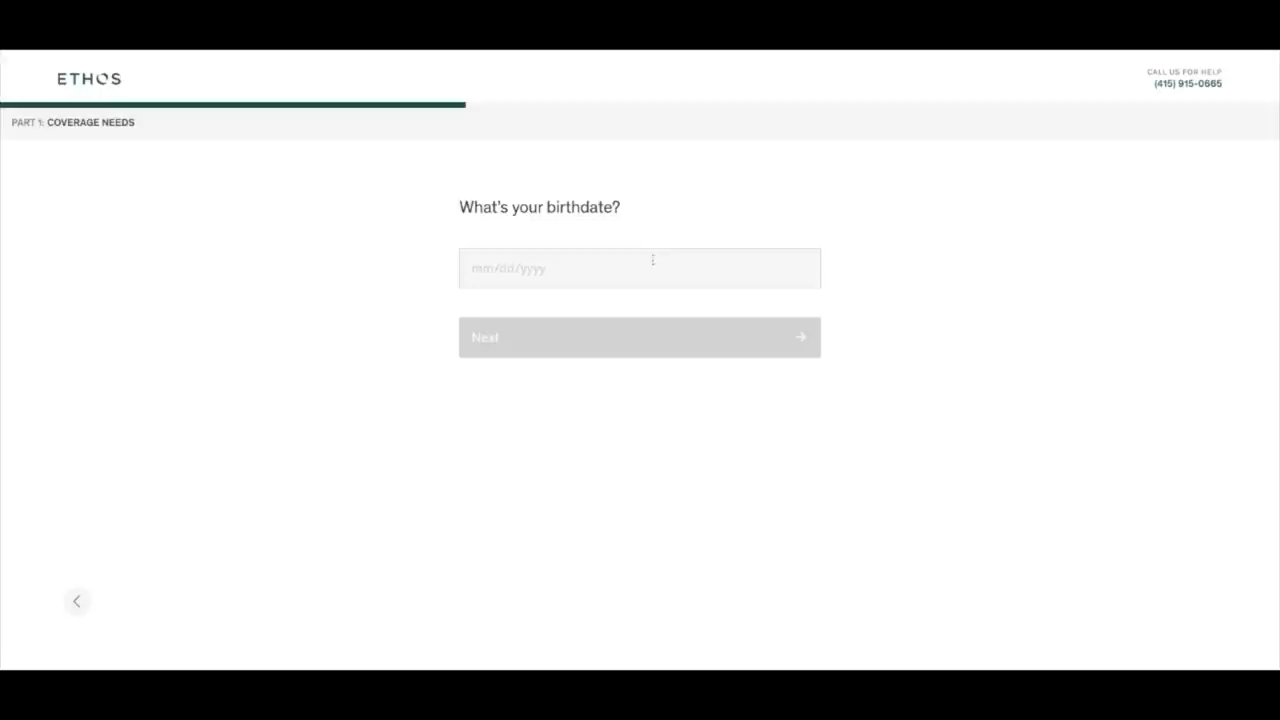 ETHOS
CALL US FOR HELP
(415) 915-0665
PART 1: COVERAGE NEEDS
What's your birthdate?
mm/dd/yyyy
Next